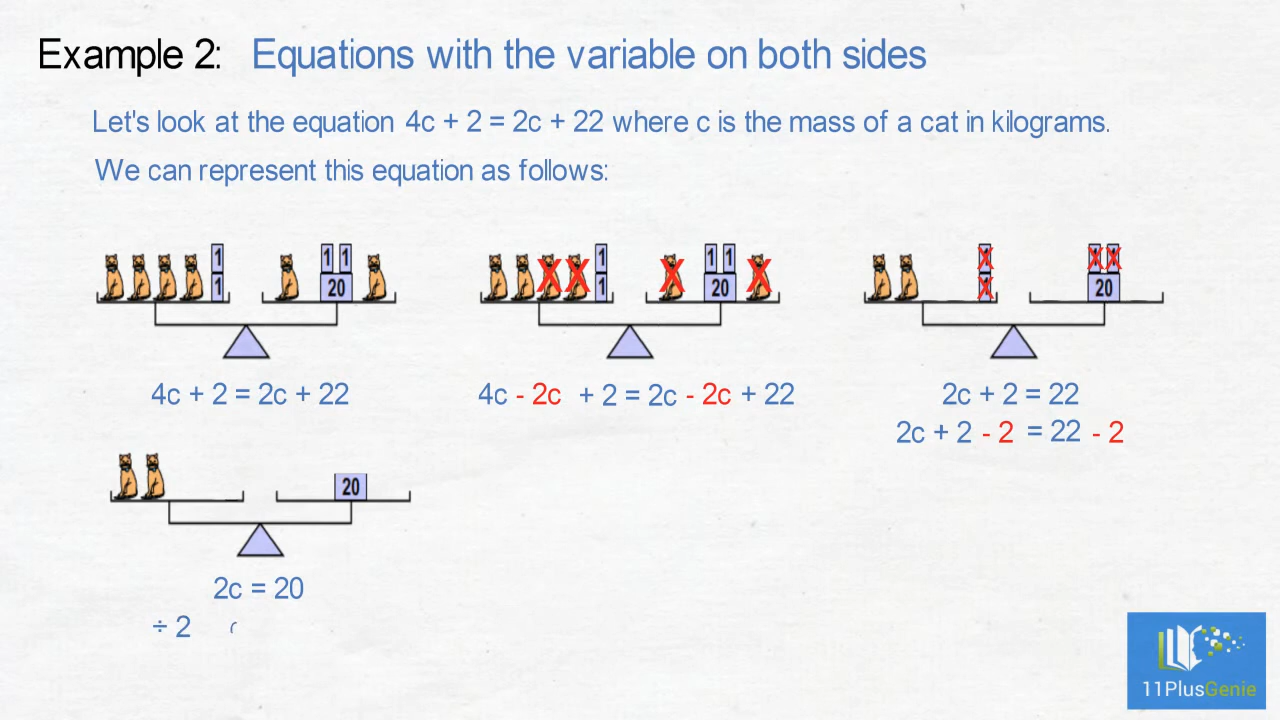 Example 2: Equations with the variable on both sides
Let's look at the equation 4c + 2 = 2c + 22 where c is the mass of a cat in kilograms.
We can represent this equation as follows:
1 1 1
1 20
1 1 1
1 20
X X X X
1 1 1
1 20
X X X X
4c + 2 = 2c + 22
4c - 2c + 2 = 2c - 2c + 22
2c + 2 = 22
2c + 2 - 2 = 22 - 2
20
2c = 20
÷ 2
11PlusGenie